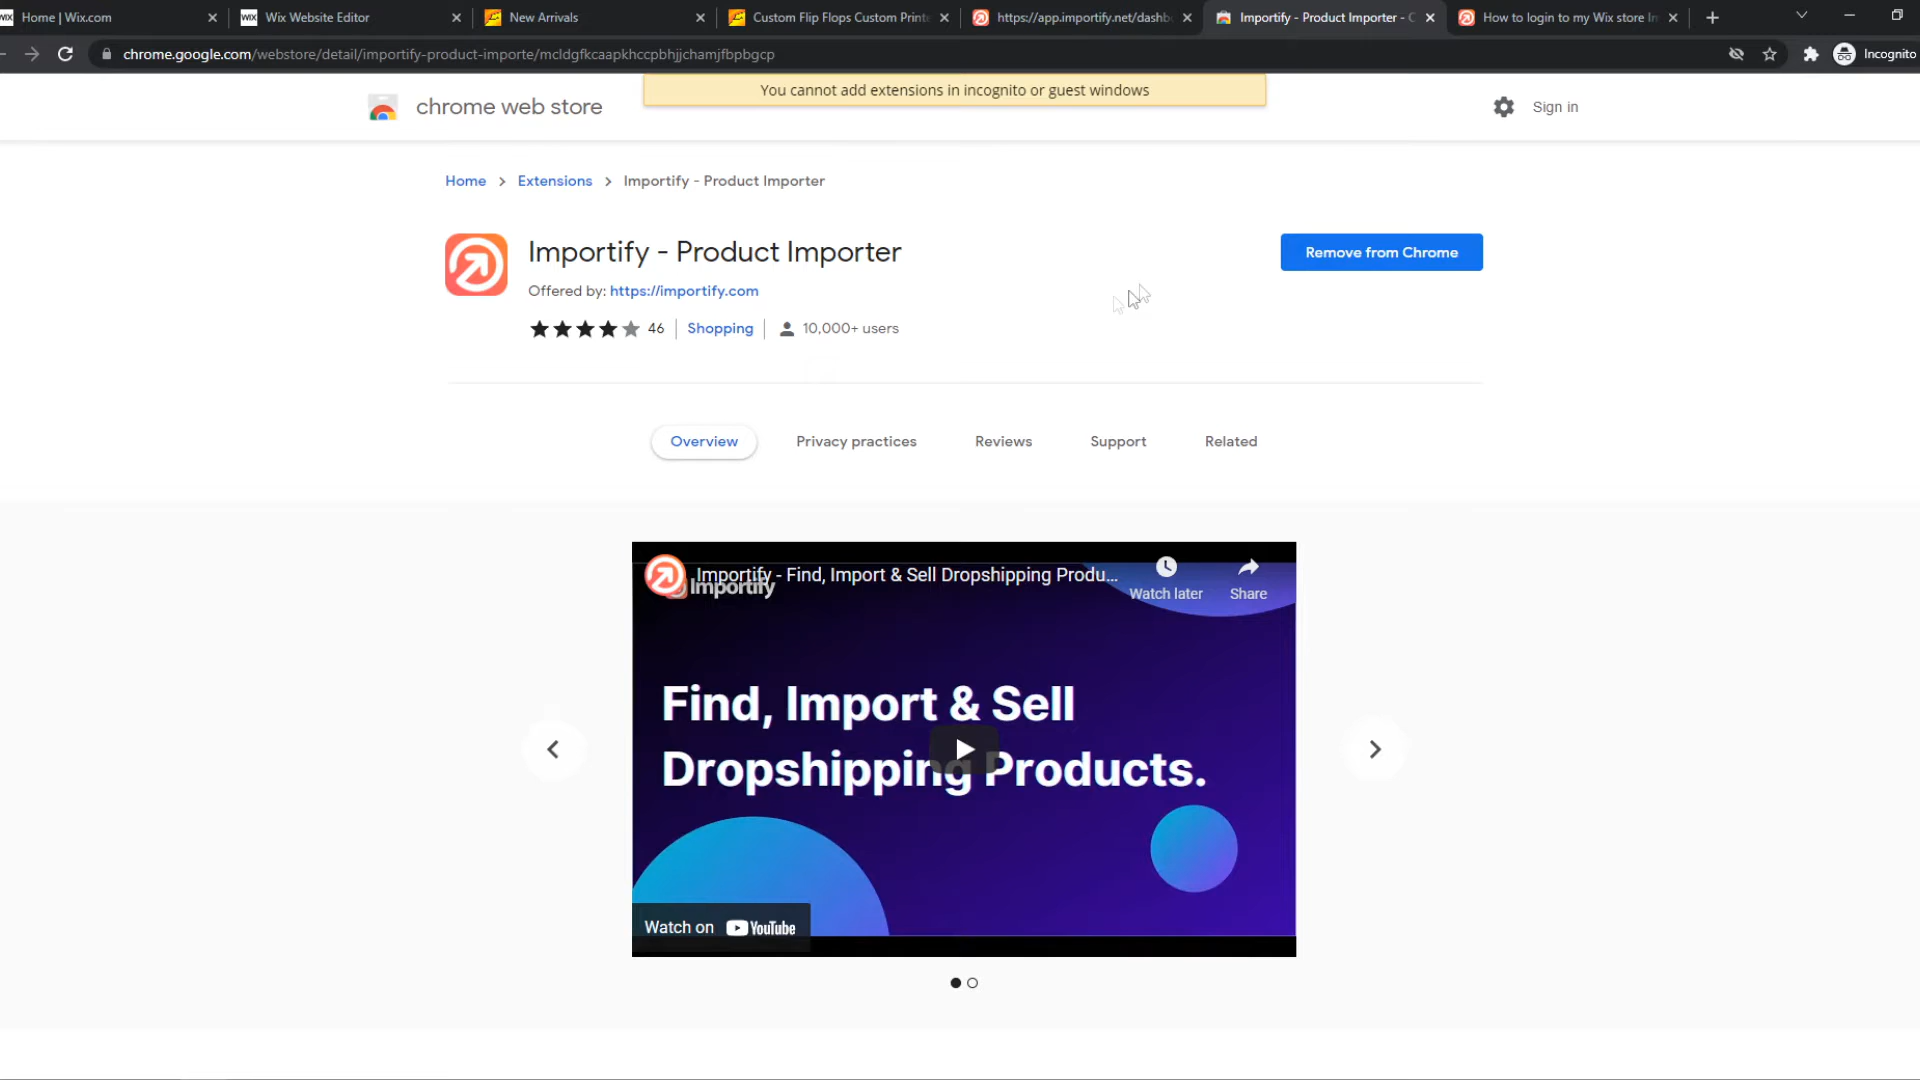 Home | Wix.com
WIX Wix Website Editor
New Arrivals
Custom Flip Flops Custom Printe
https://app.importify.net/dashb
Importify - Product Importer - C
How to login to my Wix store Im
chrome.google.com/webstore/detail/importify-product-importe/mcldgfkcaapkhccpbhjjchamjfbpbgcp
Incognito
You cannot add extensions in incognito or guest windows
chrome web store
Sign in
Home > Extensions > Importify - Product Importer
Importify - Product Importer
Remove from Chrome
Offered by: https://importify.com
46 | Shopping | 10,000+ users
Overview
Privacy practices
Reviews
Support
Related
Importify - Find, Import & Sell Dropshipping Produ...
Importify
Watch later
Share
Find, Import & Sell
Dropshipping Products.
Watch on YouTube